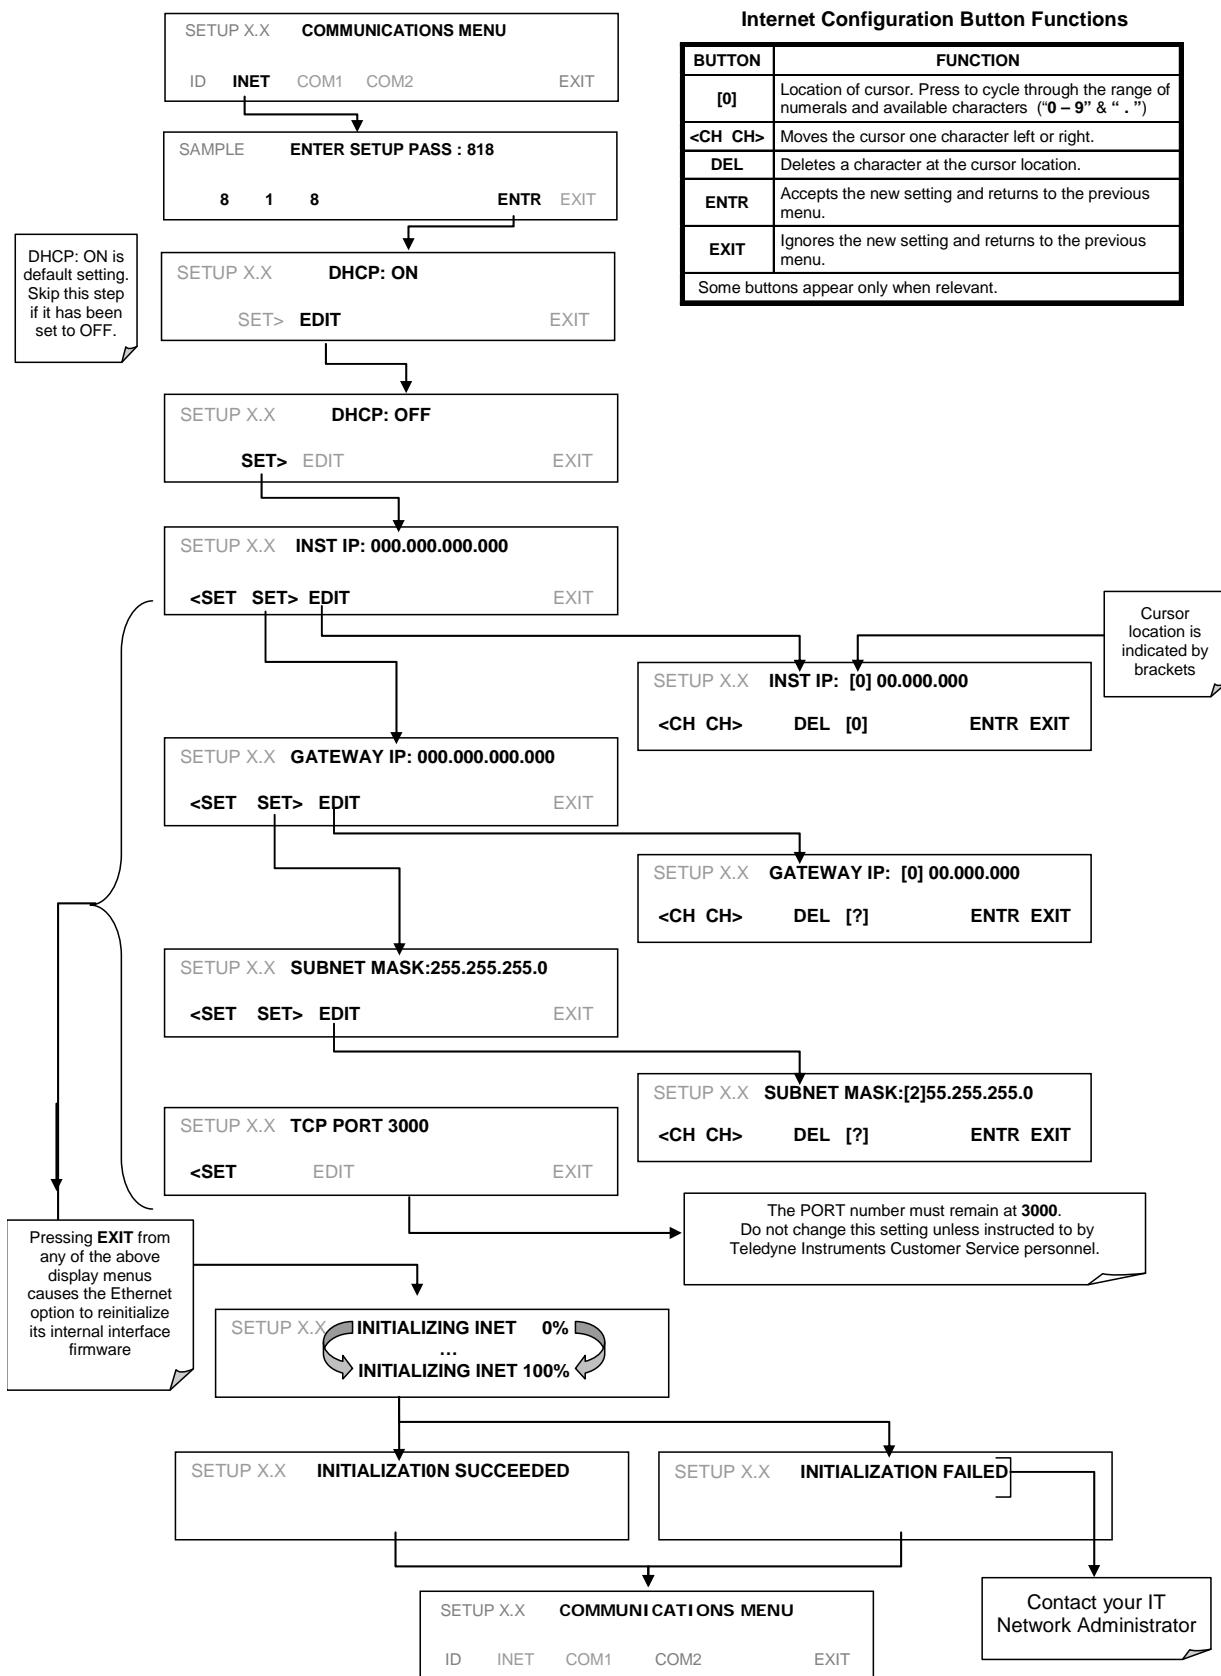 SETUP X.X COMMUNICATIONS MENU
ID INET COM1 COM2 EXIT
Internet Configuration Button Functions
BUTTON FUNCTION
[0] Location of cursor. Press to cycle through the range of
numerals and available characters (“0 – 9” & “ . ”)
<CH CH> Moves the cursor one character left or right.
DEL Deletes a character at the cursor location.
ENTR Accepts the new setting and returns to the previous
menu.
EXIT Ignores the new setting and returns to the previous
menu.
Some buttons appear only when relevant.
SAMPLE ENTER SETUP PASS : 818
8 1 8 ENTR EXIT
DHCP: ON is
default setting.
Skip this step
if it has been
set to OFF.
SETUP X.X DHCP: ON
SET> EDIT EXIT
SETUP X.X DHCP: OFF
SET> EDIT EXIT
SETUP X.X INST IP: 000.000.000.000
<SET SET> EDIT EXIT
Cursor
location is
indicated by
brackets
SETUP X.X INST IP: [0] 00.000.000
<CH CH> DEL [0] ENTR EXIT
SETUP X.X GATEWAY IP: 000.000.000.000
<SET SET> EDIT EXIT
SETUP X.X GATEWAY IP: [0] 00.000.000
<CH CH> DEL [?] ENTR EXIT
SETUP X.X SUBNET MASK:255.255.255.0
<SET SET> EDIT EXIT
SETUP X.X SUBNET MASK:[2]55.255.255.0
<CH CH> DEL [?] ENTR EXIT
SETUP X.X TCP PORT 3000
<SET EDIT EXIT
The PORT number must remain at 3000.
Do not change this setting unless instructed to by
Teledyne Instruments Customer Service personnel.
Pressing EXIT from
any of the above
display menus
causes the Ethernet
option to reinitialize
its internal interface
firmware
SETUP X.X INITIALIZING INET 0%
…
INITIALIZING INET 100%
SETUP X.X INITIALIZATI0N SUCCEEDED
SETUP X.X INITIALIZATION FAILED
Contact your IT
Network Administrator
SETUP X.X COMMUNICATIONS MENU
ID INET COM1 COM2 EXIT